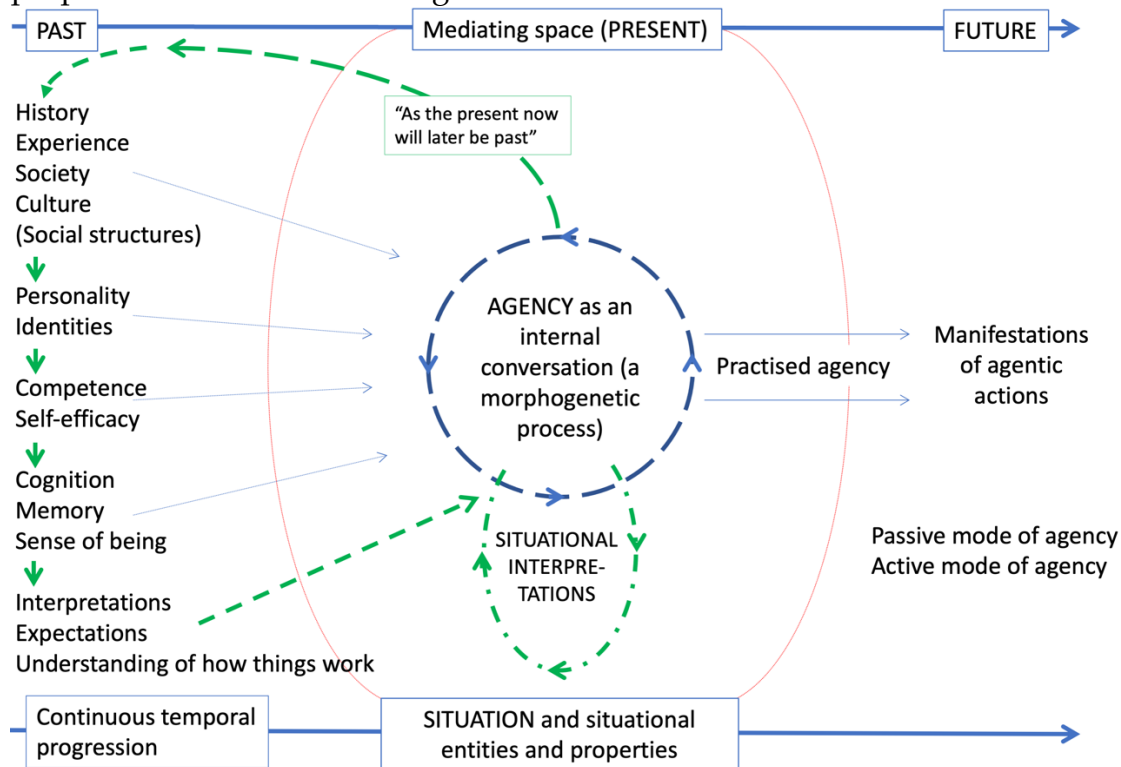 PAST
Mediating space (PRESENT)
FUTURE
"As the present now
will later be past"
History
Experience
Society
Culture
(Social structures)
Personality
Identities
Competence
Self-efficacy
Cognition
Memory
Sense of being
Interpretations
Expectations
Understanding of how things work
AGENCY as an
internal
conversation (a
morphogenetic
process)
SITUATIONAL
INTERPRE-
TATIONS
Practised agency
Manifestations
of agentic
actions
Passive mode of agency
Active mode of agency
Continuous temporal
progression
SITUATION and situational
entities and properties